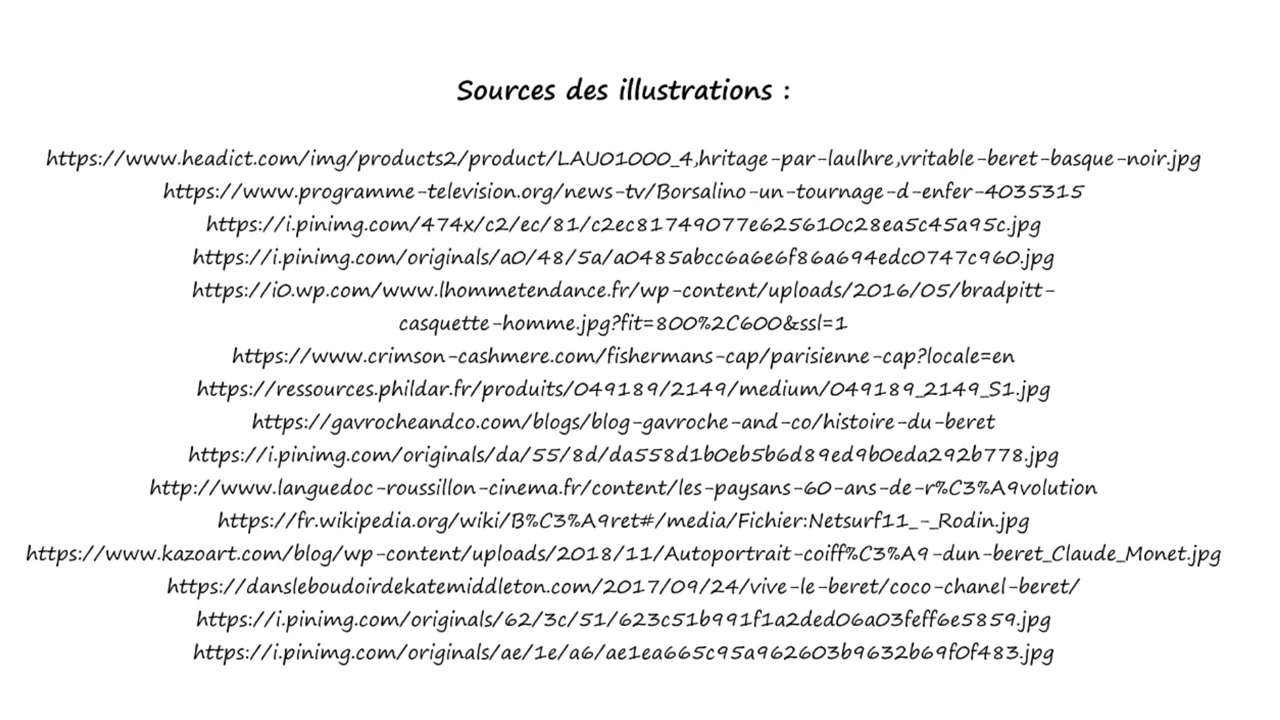 Sources des illustrations :
https://www.headict.com/img/products2/product/LAU01000_4,hritage-par-laulhre,vritable-beret-basque-noir.jpg
https://www.programme-television.org/news-tv/Borsalino-un-tournage-d-enfer-4035315
https://i.pinimg.com/474x/c2/ec/81/c2ec81749077e625610c28ea5c45a95c.jpg
https://i.pinimg.com/originals/a0/48/5a/a0485abcc6a6e6f86a694edc0747c960.jpg
https://i0.wp.com/www.lhommetendance.fr/wp-content/uploads/2016/05/bradpitt-
casquette-homme.jpg?fit=800%2C600&ssl=1
https://www.crimson-cashmere.com/fishermans-cap/parisienne-cap?locale=en
https://ressources.phildar.fr/produits/049189/2149/medium/049189_2149_S1.jpg
https://gavrocheandco.com/blogs/blog-gavroche-and-co/histoire-du-beret
https://i.pinimg.com/originals/da/55/8d/da558d1b0eb5b6d89ed9b0eda292b778.jpg
http://www.languedoc-roussillon-cinema.fr/content/les-paysans-60-ans-de-r%C3%A9volution
https://fr.wikipedia.org/wiki/B%C3%A9ret#/media/Fichier:Netsurf11_-_Rodin.jpg
https://www.kazoart.com/blog/wp-content/uploads/2018/11/Autoportrait-coiff%C3%A9-dun-beret_Claude_Monet.jpg
https://dansleboudoirdekatemiddleton.com/2017/09/24/vive-le-beret/coco-chanel-beret/
https://i.pinimg.com/originals/62/3c/51/623c51b991f1a2ded06a03feff6e5859.jpg
https://i.pinimg.com/originals/ae/1e/a6/ae1ea665c95a962603b9632b69f0f483.jpg